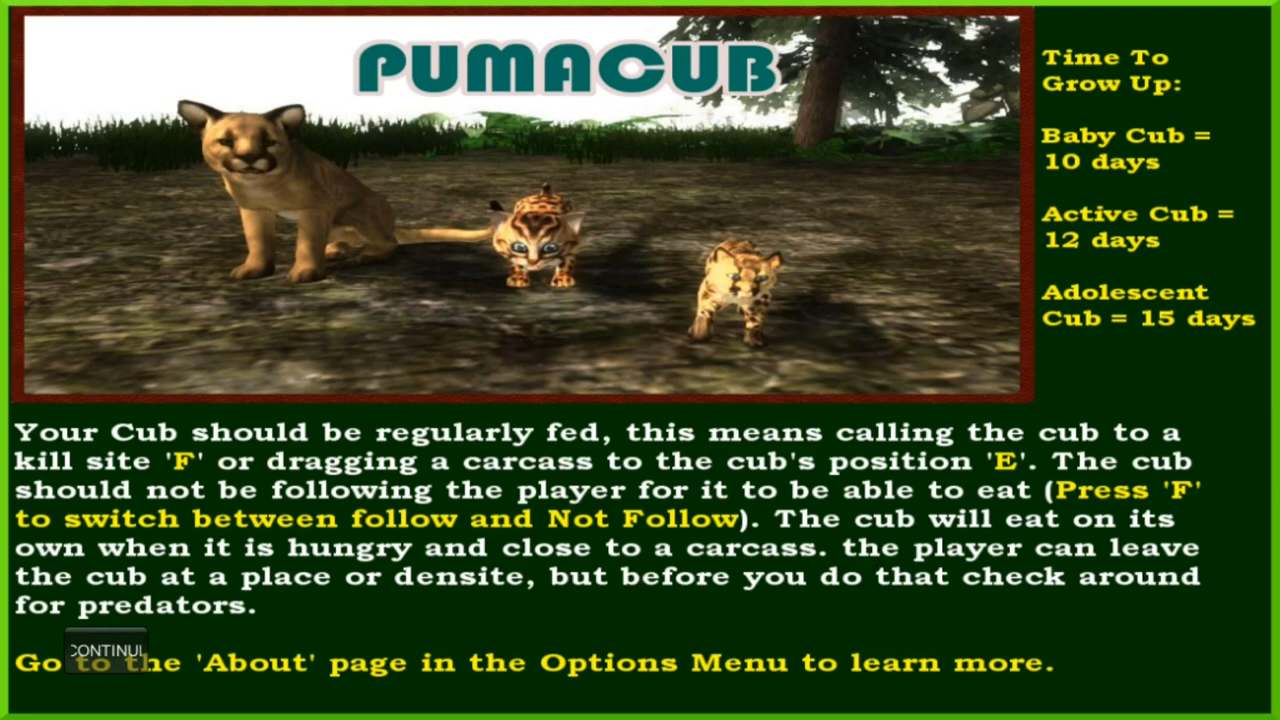 PUMACUB
Time To
Grow Up:
Baby Cub =
10 days
Active Cub =
12 days
Adolescent
Cub = 15 days
Your Cub should be regularly fed, this means calling the cub to a
kill site 'F' or dragging a carcass to the cub's position 'E'. The cub
should not be following the player for it to be able to eat (Press 'F'
to switch between follow and Not Follow). The cub will eat on its
own when it is hungry and close to a carcass. the player can leave
the cub at a place or densite, but before you do that check around
for predators.
CONTINU
Go to the 'About' page in the Options Menu to learn more.